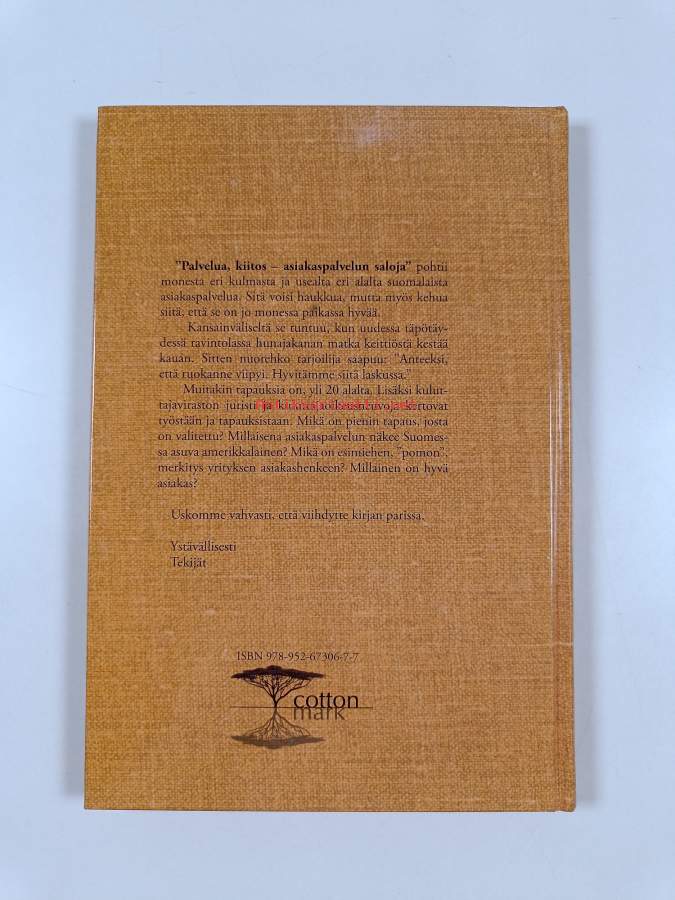 "Palvelua, kiitos – asiakaspalvelun saloja" pohtii
monesta eri kulmasta ja usealta eri alalta suomalaista
asiakaspalvelua. Sitä voisi haukkua, mutta myös kehua
siitä, että se on jo monessa paikassa hyvää.
Kansainväliseltä se tuntuu, kun uudessa täpötäy-
dessä ravintolassa hunajakanan matka keittiöstä kestää
kauan. Sitten nuorehko tarjoilija saapuu: "Anteeksi,
että ruokanne viipyi. Hyvitämme siitä laskussa."
Muitakin tapauksia on, yli 20 alalta. Lisäksi kulut-
tajaviraston juristi ja kertovat
työstään ja tapauksistaan. Mikä on pienin tapaus, josta
on valitettu? Millaisena asiakaspalvelun näkee Suomes-
sa asuva amerikkalainen? Mikä on esimiehen, "pomon",
merkitys yrityksen asiakashenkeen? Millainen on hyvä
asiakas?
Uskomme vahvasti, että viihdytte kirjan parissa.
Ystävällisesti
Tekijät
ISBN 978-952-67306-7-7
cotton
mark